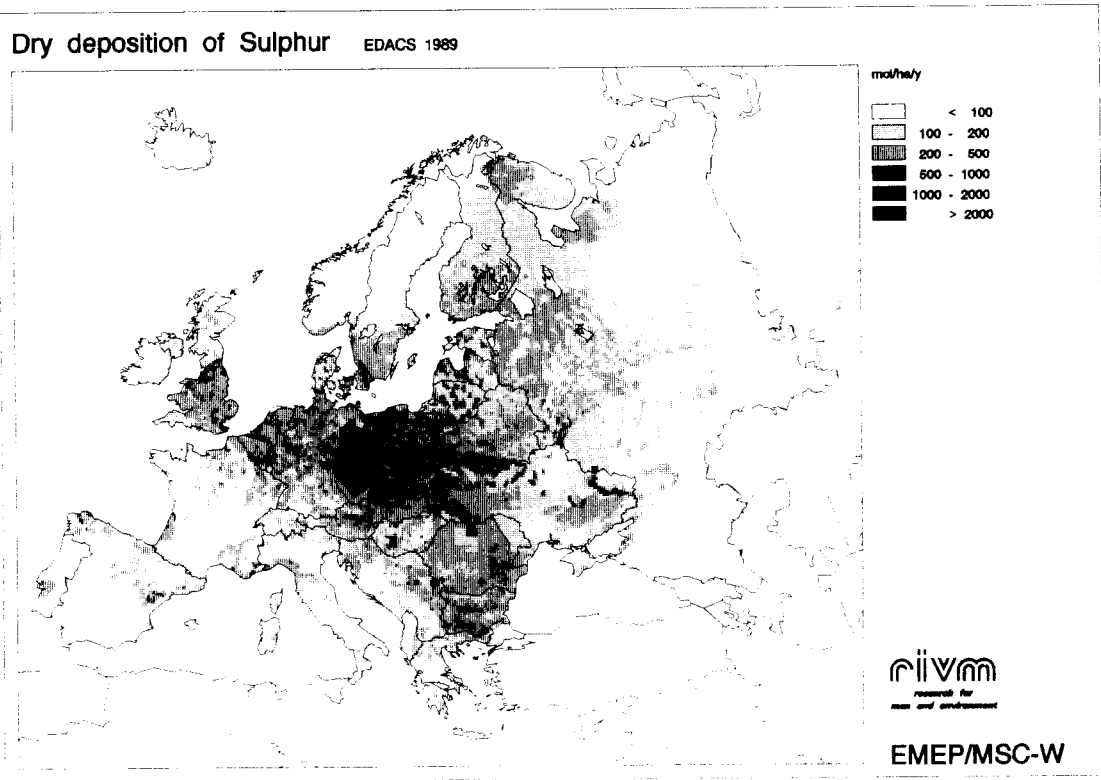 Dry deposition of Sulphur EDACS 1989
mol/ha/y
< 100
100 - 200
200 - 500
500 - 1000
1000 - 2000
> 2000
rivm
research for
man and environment
EMEP/MSC-W